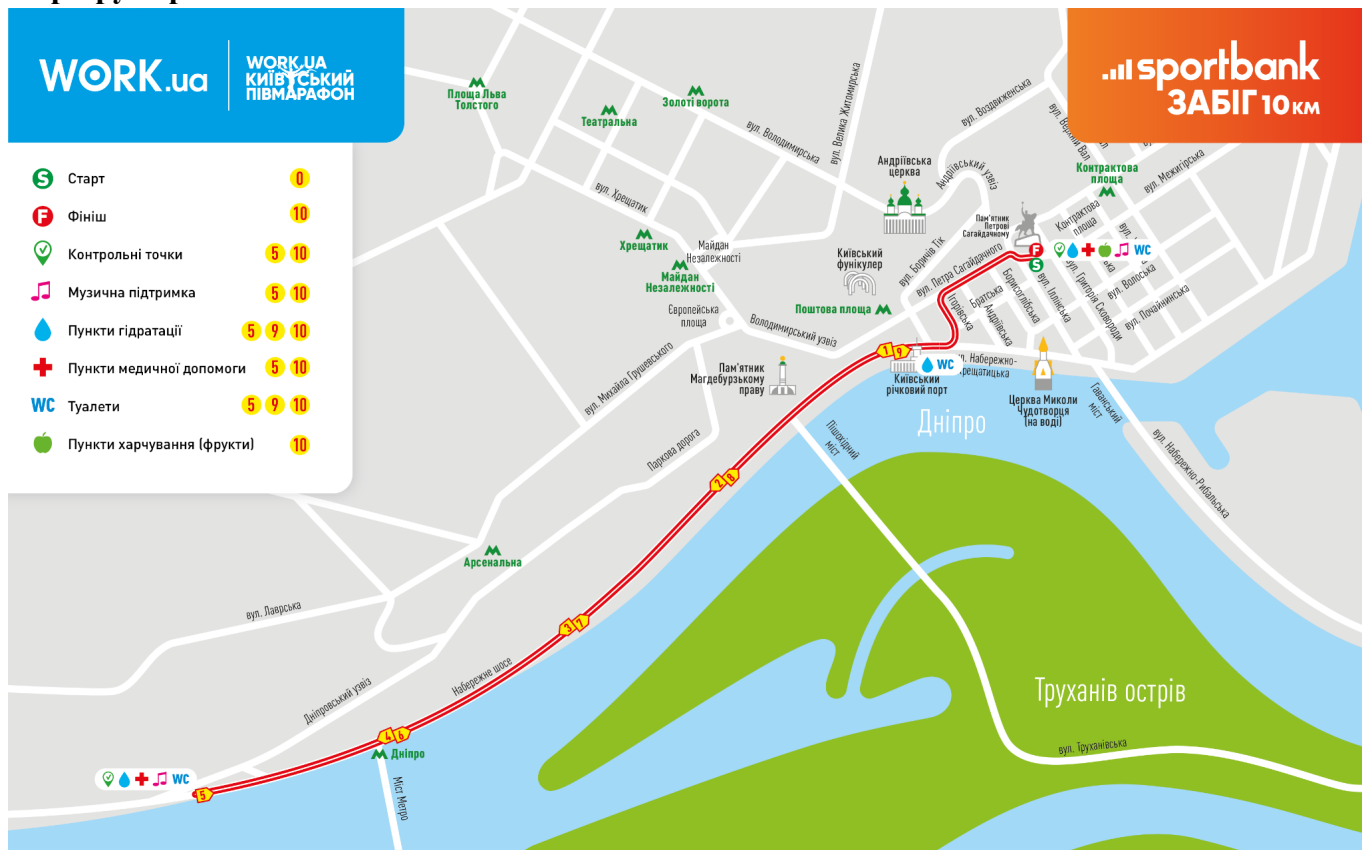 WORK.ua
WORK.UA
КИЇВСЬКИЙ
ПІВМАРАФОН
sportbank
ЗАБІГ 10 КМ
S Старт 0
F Фініш 10
Контрольні точки 5 10
Музична підтримка 5 10
Пункти гідратації 5 9 10
Пункти медичної допомоги 5 10
WC Туалети 5 9 10
Пункти харчування (фрукти) 10
Площа Льва
Толстого
Театральна
Золоті ворота
вул. Володимирська
вул. Велика Житомирська
вул. Воздвиженська
вул. Верхній Вал
Андріївська
церква
Андріївський узвіз
Контрактова
площа
вул. Межигірська
вул. Хрещатик
Хрещатик
Майдан
Незалежності
Майдан
Незалежності
Європейська
площа
Київський
фунікулер
Поштова площа
Володимирський узвіз
вул. Боричів Тік
вул. Петра Сагайдачного
Пам'ятник
Петрові
Сагайдачному
Контрактова
площа
F
S
WC
вул. Волоська
вул. Почайнинська
вул. Григорія Сковороди
вул. Іллінська
Борисоглібська
Братська
Андріївська
Ігорівська
1 9
WC
Київський
річковий порт
Церква Миколи
Чудотворця
(на воді)
Гаванський
міст
вул. Набережно-Рибальська
вул. Михайла Грушевського
Пам'ятник
Магдебурзькому
праву
Паркова дорога
Пішохідний
міст
Дніпро
2 8
Арсенальна
вул. Лаврська
3 7
Набережне шосе
Дніпровський узвіз
4 6
Дніпро
Міст Метро
WC
5
Труханів острів
вул. Труханівська